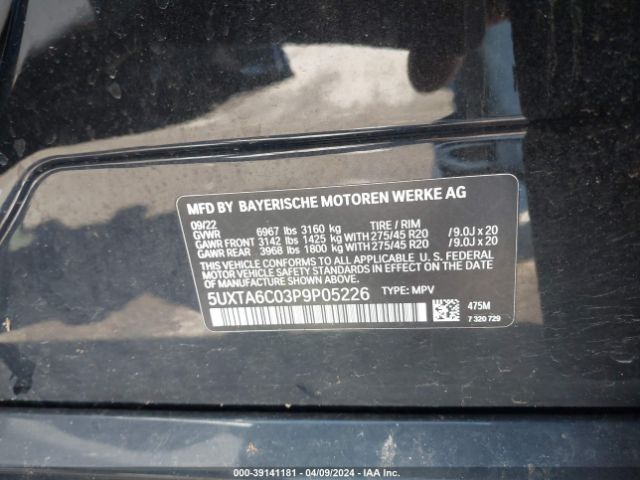 MFD BY BAYERISCHE MOTOREN WERKE AG
09/22
GVWR 6967 lbs 3160 kg TIRE / RIM
GAWR FRONT 3142 lbs 1425 kg WITH 275/45 R20 /9.0J x 20
GAWR REAR 3968 lbs 1800 kg WITH 275/45 R20 /9.0J x 20
THIS VEHICLE CONFORMS TO ALL APPLICABLE U. S. FEDERAL
MOTOR VEHICLE SAFETY STANDARDS IN EFFECT ON THE DATE OF
MANUFACTURE SHOWN ABOVE.
5UXTA6C03P9P05226 TYPE: MPV
475M
7 320 729
000-39141181 - 04/09/2024 - IAA Inc.